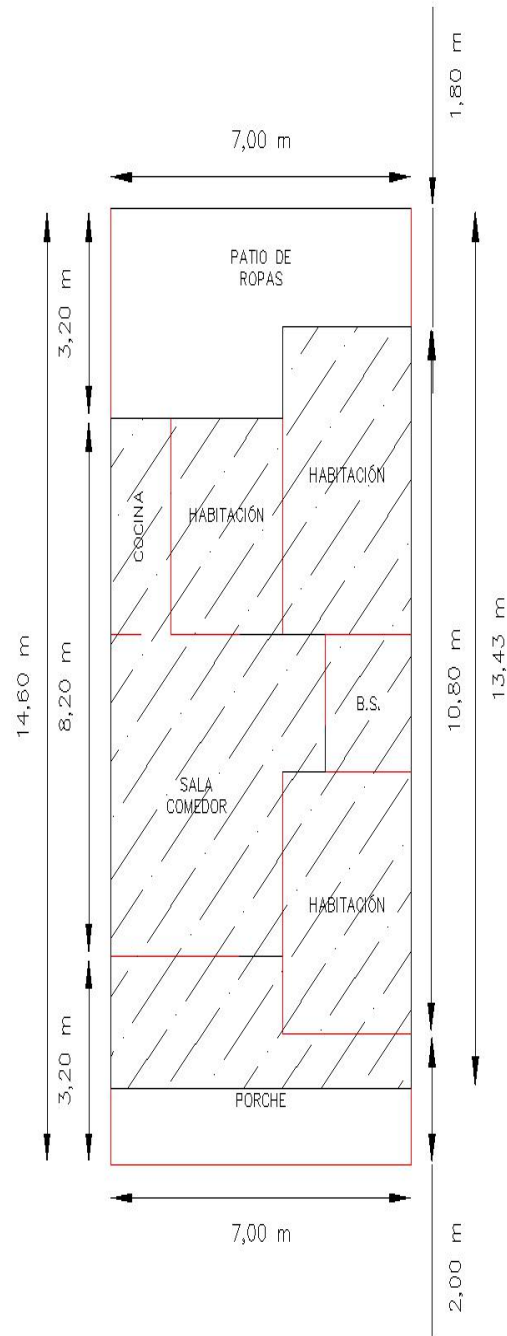 1,80 m
7,00 m
PATIO DE
ROPAS
3,20 m
HABITACIÓN
COCINA
HABITACIÓN
14,60 m
8,20 m
10,80 m
13,43 m
B.S.
SALA
COMEDOR
HABITACIÓN
3,20 m
PORCHE
7,00 m
2,00 m